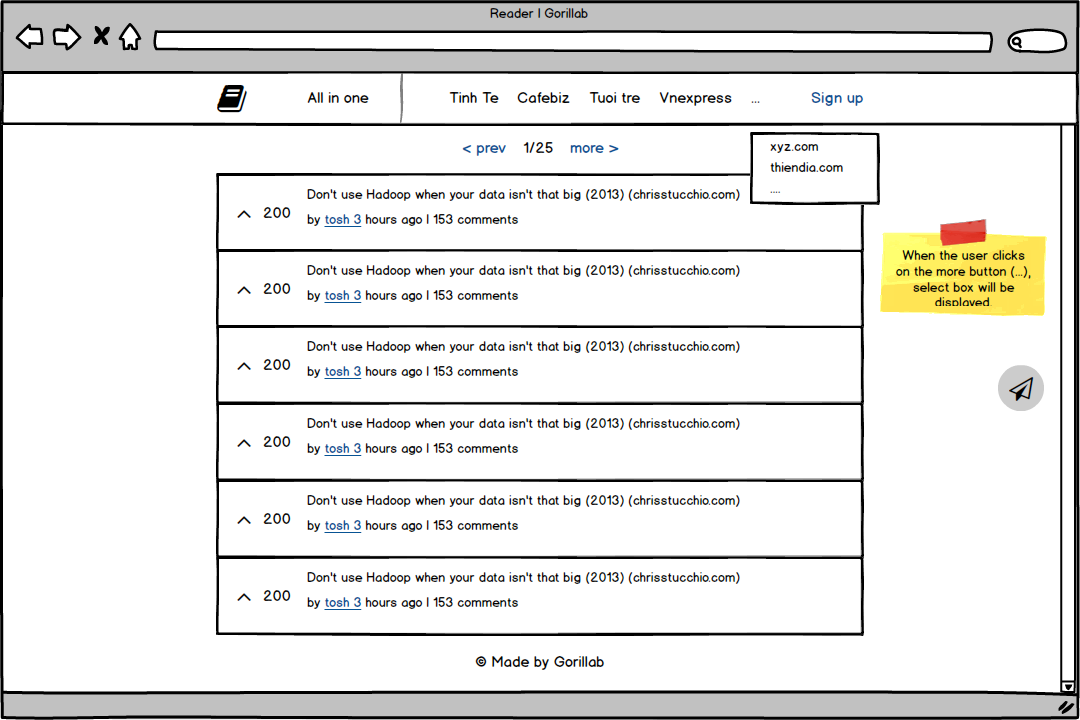 Reader | Gorillab
All in one
Tinh Te Cafebiz Tuoi tre Vnexpress ... Sign up
< prev 1/25 more >
xyz.com
thiendia.com
....
Don't use Hadoop when your data isn't that big (2013) (chrisstucchio.com)
200
by tosh 3 hours ago | 153 comments
When the user clicks
on the more button (...),
select box will be
displayed.
Don't use Hadoop when your data isn't that big (2013) (chrisstucchio.com)
200
by tosh 3 hours ago | 153 comments
Don't use Hadoop when your data isn't that big (2013) (chrisstucchio.com)
200
by tosh 3 hours ago | 153 comments
Don't use Hadoop when your data isn't that big (2013) (chrisstucchio.com)
200
by tosh 3 hours ago | 153 comments
Don't use Hadoop when your data isn't that big (2013) (chrisstucchio.com)
200
by tosh 3 hours ago | 153 comments
Don't use Hadoop when your data isn't that big (2013) (chrisstucchio.com)
200
by tosh 3 hours ago | 153 comments
© Made by Gorillab